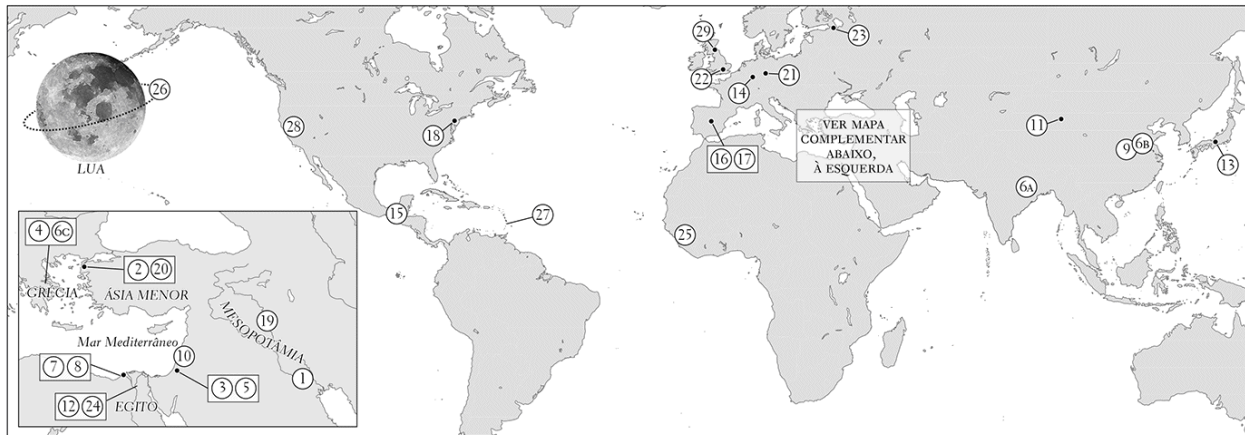 29
23
26
22
14
21
28
18
11
VER MAPA
COMPLEMENTAR
ABAIXO,
À ESQUERDA
9
6B
13
LUA
16 17
6A
15
27
25
4 6C
2 20
GRÉCIA
ÁSIA MENOR
19
MESOPOTÂMIA
Mar Mediterrâneo
10
7 8
3 5
1
12 24
EGITO